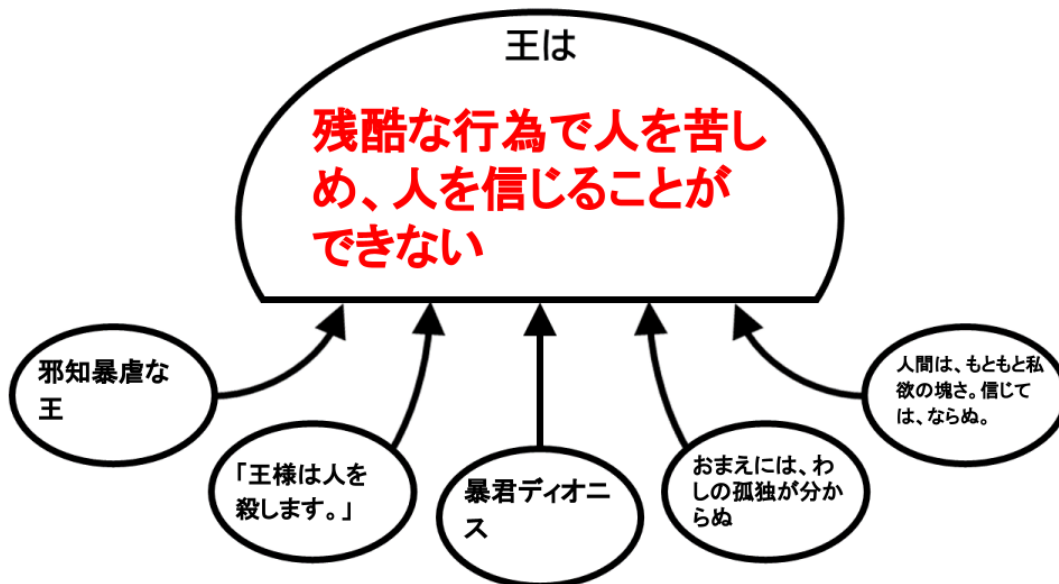 王は
残酷な行為で人を苦し
め、人を信じることが
できない
邪知暴虐な
王
「王様は人を
殺します。」
暴君ディオニ
ス
おまえには、わ
しの孤独が分か
らぬ
人間は、もともと私
欲の塊さ。信じて
は、ならぬ。